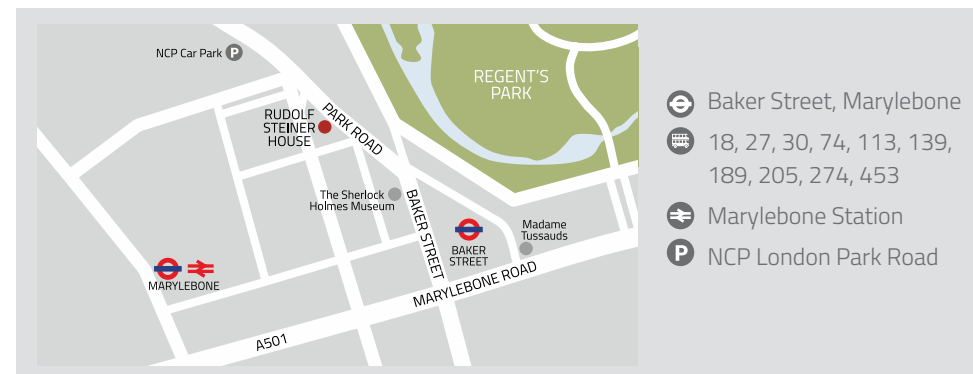 NCP Car Park P
REGENT'S
PARK
RUDOLF
STEINER
HOUSE
PARK ROAD
The Sherlock
Holmes Museum
BAKER STREET
BAKER
STREET
Madame
Tussauds
MARYLEBONE
MARYLEBONE ROAD
A501
Baker Street, Marylebone
18, 27, 30, 74, 113, 139,
189, 205, 274, 453
Marylebone Station
P NCP London Park Road